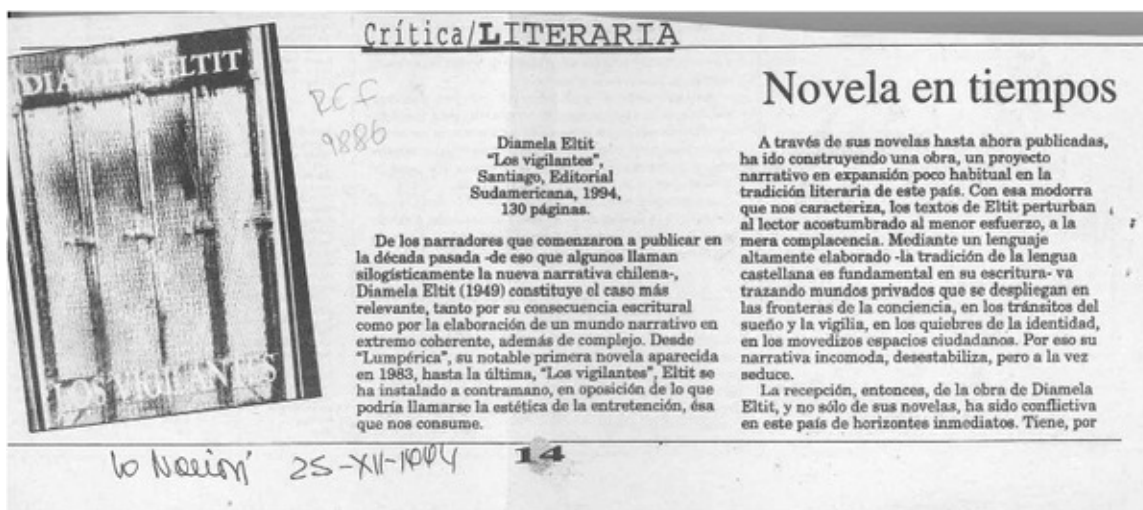 Crítica/LITERARIA
DIAMELA ELTIT
LOS VIGILANTES
REF
9886
Diamela Eltit
"Los vigilantes",
Santiago, Editorial
Sudamericana, 1994,
130 páginas.
De los narradores que comenzaron a publicar en
la década pasada -de eso que algunos llaman
silogísticamente la nueva narrativa chilena-,
Diamela Eltit (1949) constituye el caso más
relevante, tanto por su consecuencia escritural
como por la elaboración de un mundo narrativo en
extremo coherente, además de complejo. Desde
"Lumpérica", su notable primera novela aparecida
en 1983, hasta la última, "Los vigilantes", Eltit se
ha instalado a contramano, en oposición de lo que
podría llamarse la estética de la entretención, ésa
que nos consume.
Novela en tiempos
A través de sus novelas hasta ahora publicadas,
ha ido construyendo una obra, un proyecto
narrativo en expansión poco habitual en la
tradición literaria de este país. Con esa modorra
que nos caracteriza, los textos de Eltit perturban
al lector acostumbrado al menor esfuerzo, a la
mera complacencia. Mediante un lenguaje
altamente elaborado -la tradición de la lengua
castellana es fundamental en su escritura- va
trazando mundos privados que se despliegan en
las fronteras de la conciencia, en los tránsitos del
sueño y la vigilia, en los quiebres de la identidad,
en los movedizos espacios ciudadanos. Por eso su
narrativa incomoda, desestabiliza, pero a la vez
seduce.
La recepción, entonces, de la obra de Diamela
Eltit, y no sólo de sus novelas, ha sido conflictiva
en este país de horizontes inmediatos. Tiene, por
La Nación 25-XII-1994
14